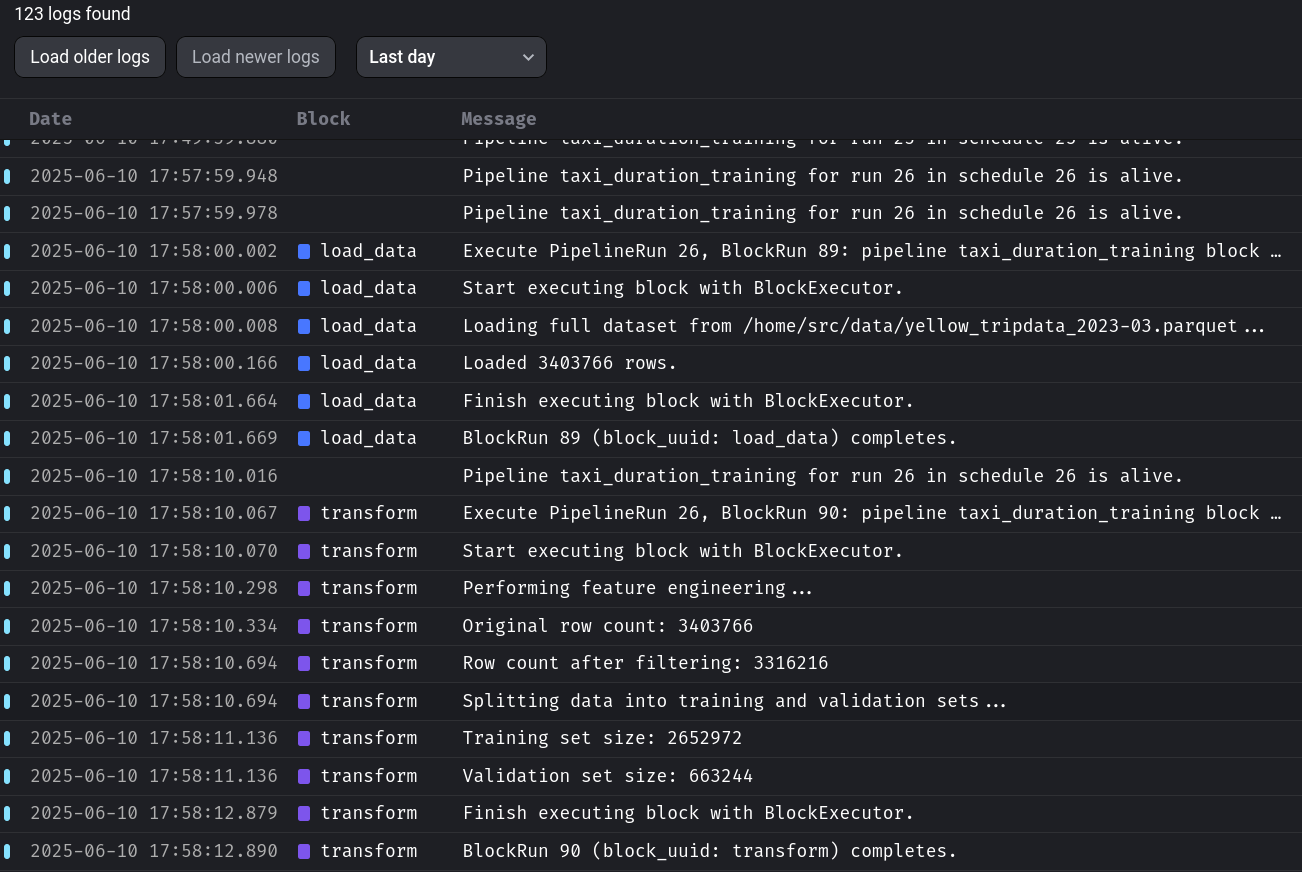 123 logs found
Load older logs Load newer logs Last day
Date Block Message
Pipeline taxi_duration_training for run 25 in schedule 25 is alive.
2025-06-10 17:57:59.948 Pipeline taxi_duration_training for run 26 in schedule 26 is alive.
2025-06-10 17:57:59.978 Pipeline taxi_duration_training for run 26 in schedule 26 is alive.
2025-06-10 17:58:00.002 load_data Execute PipelineRun 26, BlockRun 89: pipeline taxi_duration_training block …
2025-06-10 17:58:00.006 load_data Start executing block with BlockExecutor.
2025-06-10 17:58:00.008 load_data Loading full dataset from /home/src/data/yellow_tripdata_2023-03.parquet...
2025-06-10 17:58:00.166 load_data Loaded 3403766 rows.
2025-06-10 17:58:01.664 load_data Finish executing block with BlockExecutor.
2025-06-10 17:58:01.669 load_data BlockRun 89 (block_uuid: load_data) completes.
2025-06-10 17:58:10.016 Pipeline taxi_duration_training for run 26 in schedule 26 is alive.
2025-06-10 17:58:10.067 transform Execute PipelineRun 26, BlockRun 90: pipeline taxi_duration_training block …
2025-06-10 17:58:10.070 transform Start executing block with BlockExecutor.
2025-06-10 17:58:10.298 transform Performing feature engineering...
2025-06-10 17:58:10.334 transform Original row count: 3403766
2025-06-10 17:58:10.694 transform Row count after filtering: 3316216
2025-06-10 17:58:10.694 transform Splitting data into training and validation sets...
2025-06-10 17:58:11.136 transform Training set size: 2652972
2025-06-10 17:58:11.136 transform Validation set size: 663244
2025-06-10 17:58:12.879 transform Finish executing block with BlockExecutor.
2025-06-10 17:58:12.890 transform BlockRun 90 (block_uuid: transform) completes.